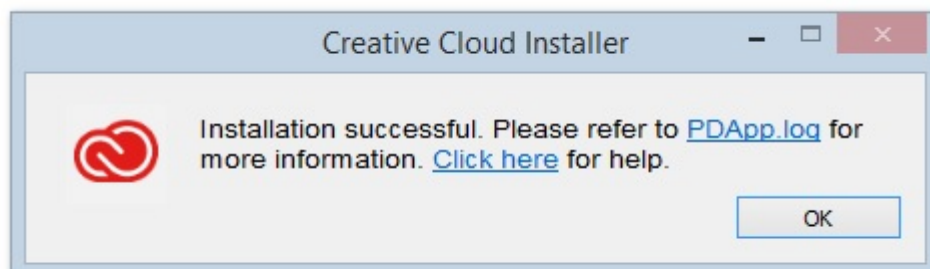 Creative Cloud Installer
Installation successful. Please refer to PDApp.log for
more information. Click here for help.
OK